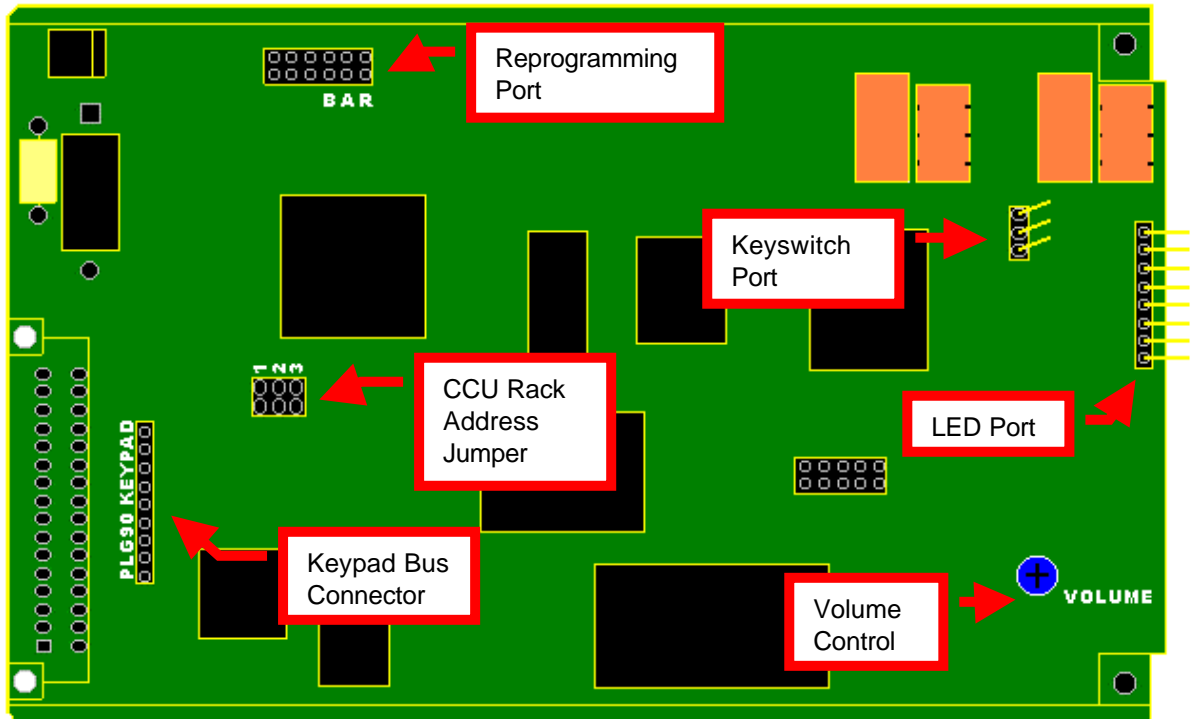 Reprogramming
Port
BAR
Keyswitch
Port
1 2 3
CCU Rack
Address
Jumper
LED Port
PLG90 KEYPAD
Keypad Bus
Connector
Volume
Control
VOLUME